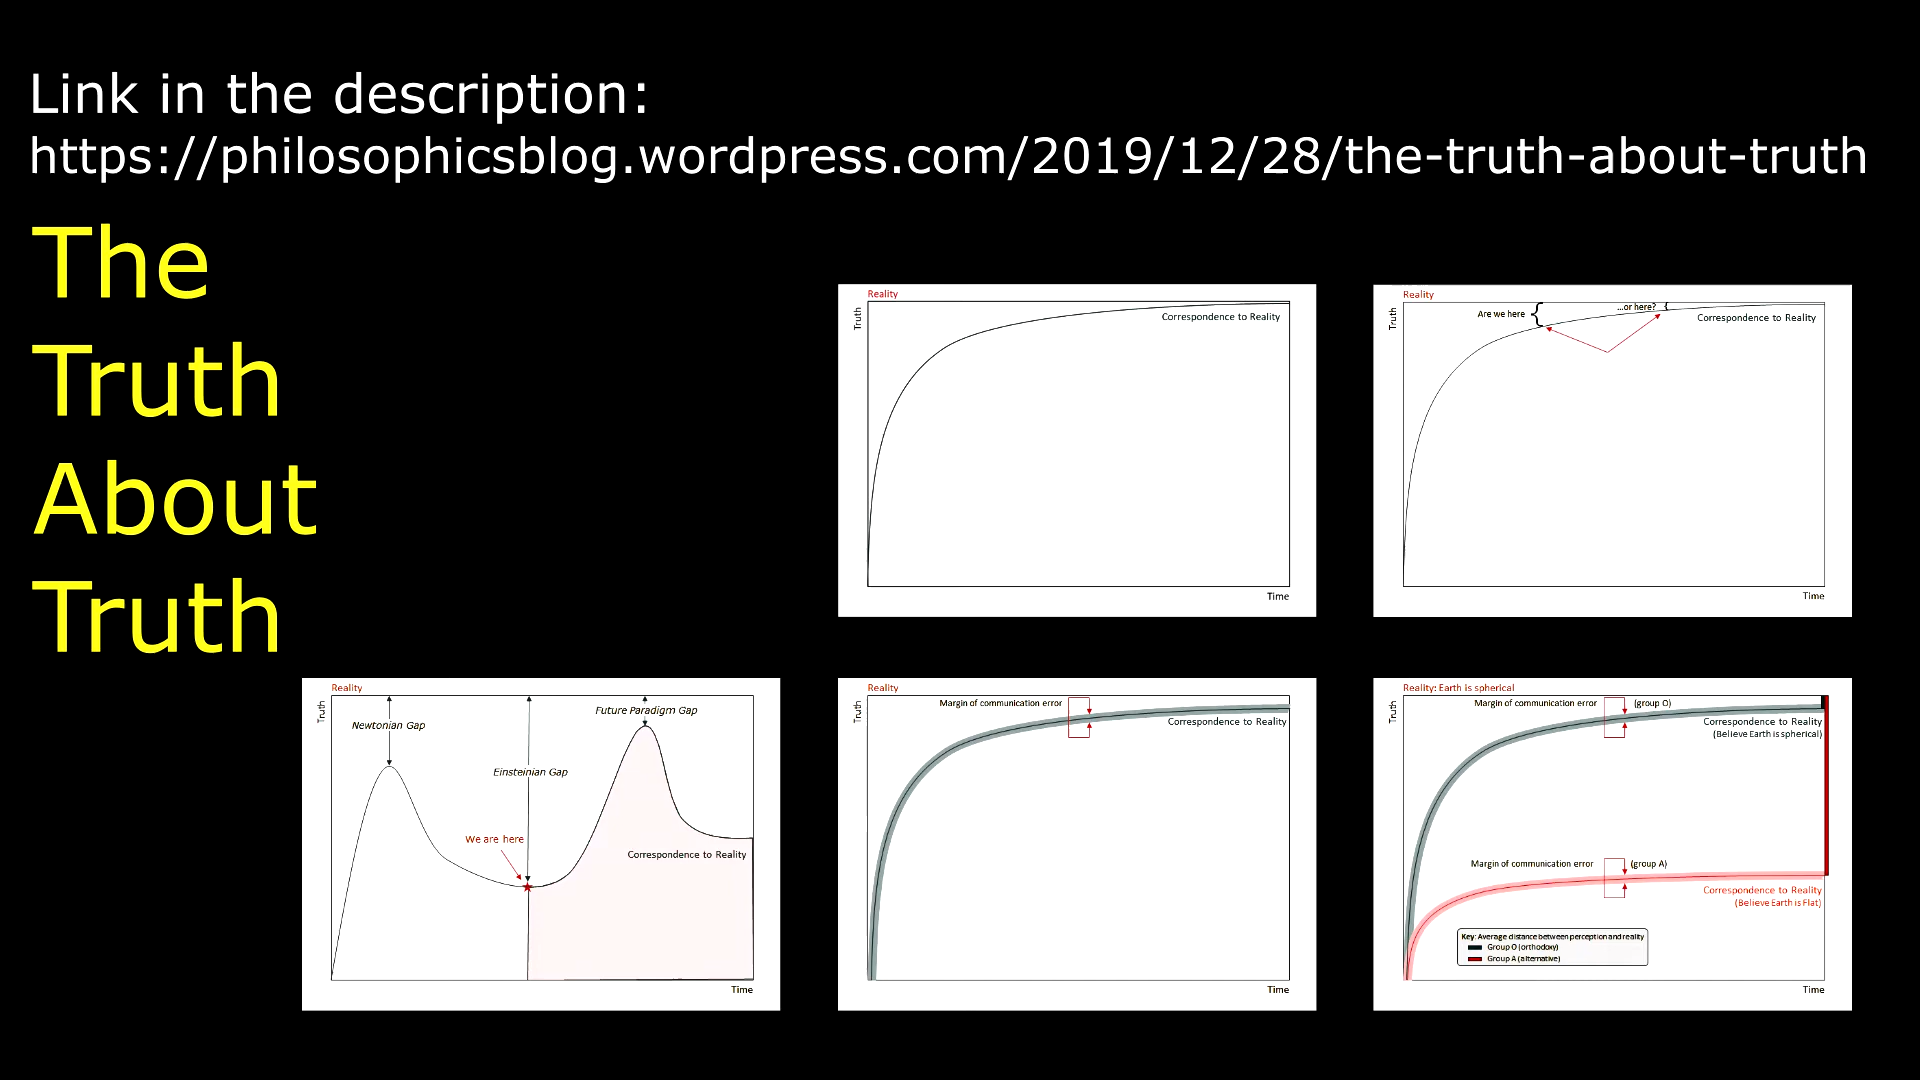 Link in the description:
https://philosophicsblog.wordpress.com/2019/12/28/the-truth-about-truth
The
Truth
About
Truth
Reality
Truth
Correspondence to Reality
Time
Reality
Truth
Are we here
...or here?
Correspondence to Reality
Time
Reality
Truth
Newtonian Gap
Future Paradigm Gap
Einsteinian Gap
We are here
Correspondence to Reality
Time
Reality
Truth
Margin of communication error
Correspondence to Reality
Time
Reality: Earth is spherical
Truth
Margin of communication error (group O)
Correspondence to Reality
(Believe Earth is spherical)
Margin of communication error (group A)
Correspondence to Reality
(Believe Earth is Flat)
Key: Average distance between perception and reality
Group O (orthodoxy)
Group A (alternative)
Time